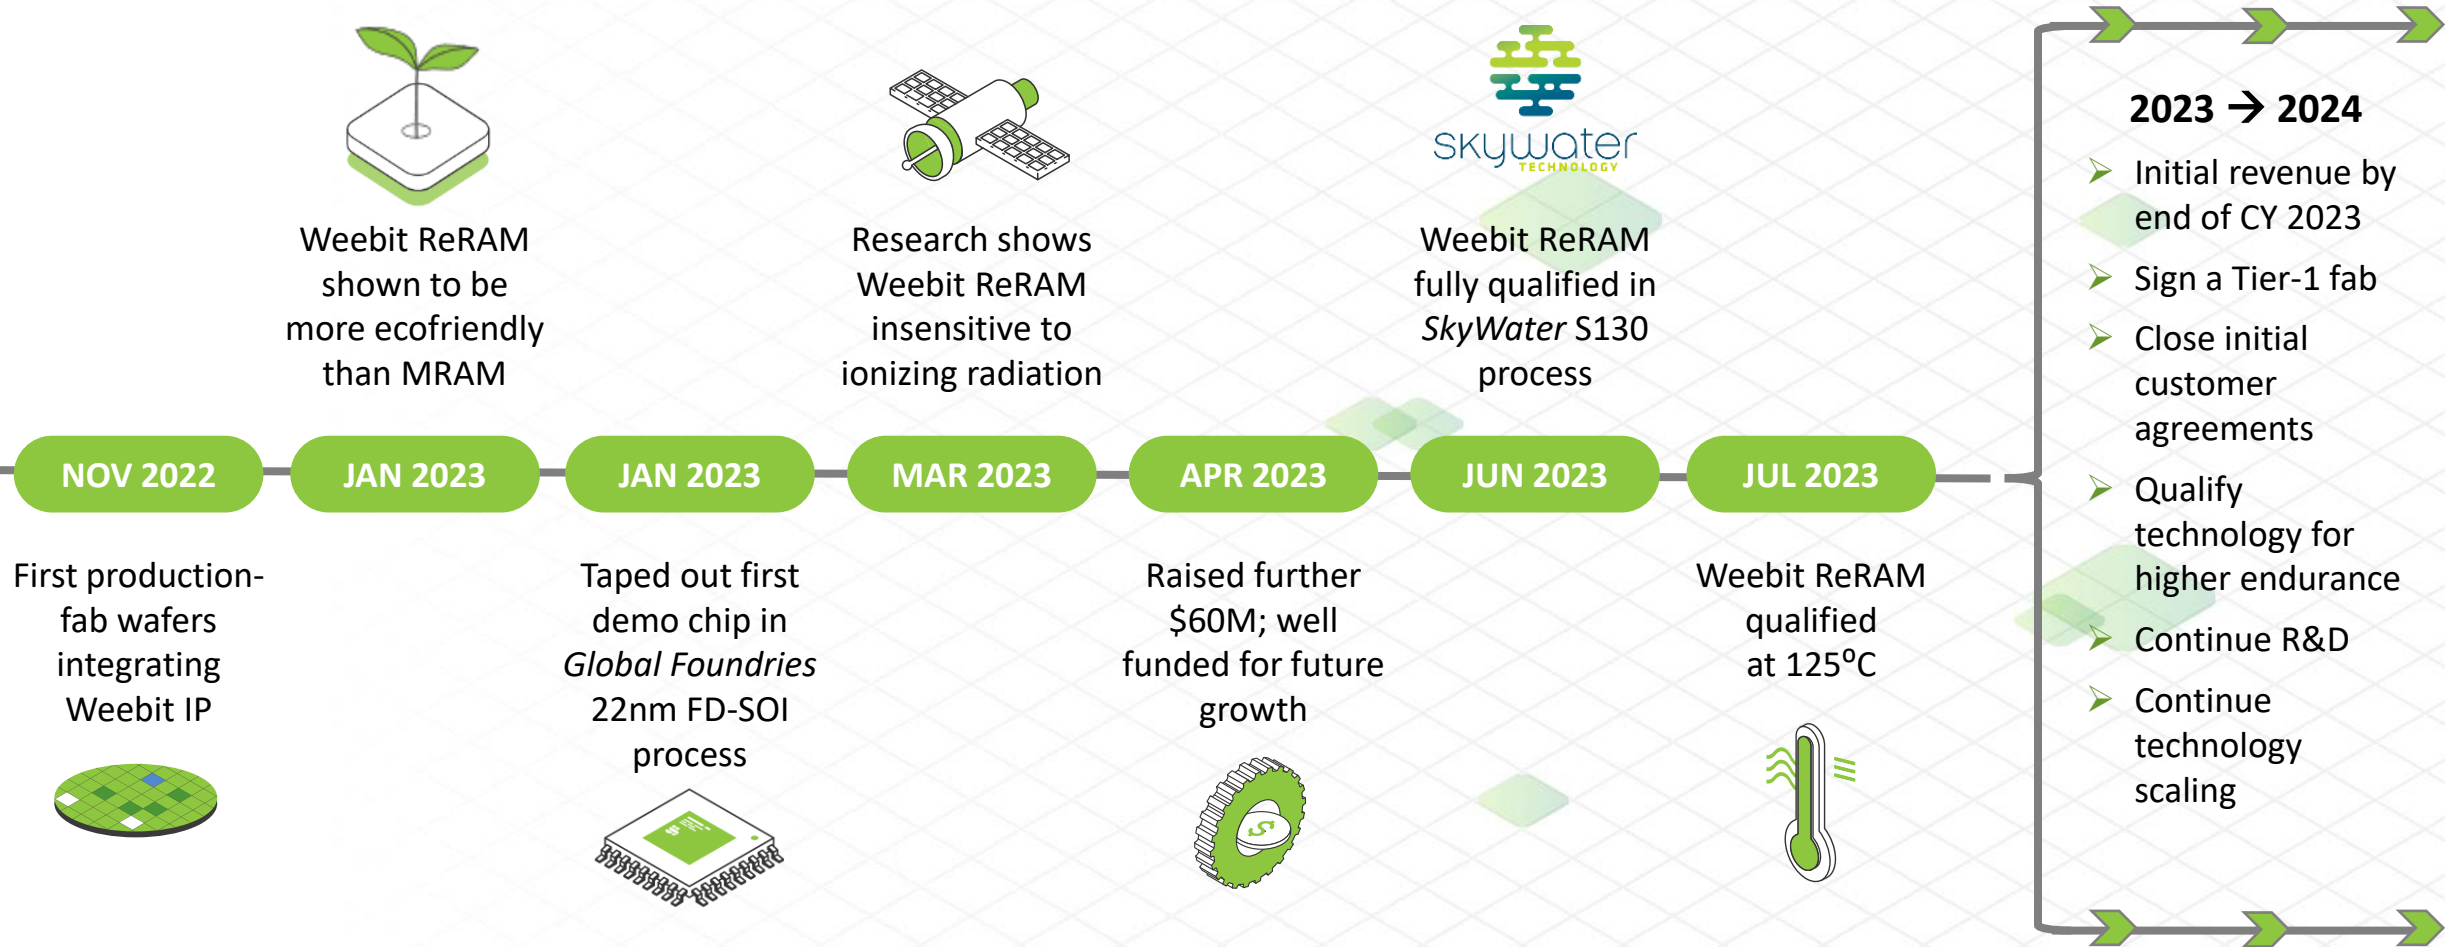 skywater
TECHNOLOGY
Weebit ReRAM
shown to be
more ecofriendly
than MRAM
Research shows
Weebit ReRAM
insensitive to
ionizing radiation
Weebit ReRAM
fully qualified in
SkyWater S130
process
NOV 2022
JAN 2023
JAN 2023
MAR 2023
APR 2023
JUN 2023
JUL 2023
First production-
fab wafers
integrating
Weebit IP
Taped out first
demo chip in
Global Foundries
22nm FD-SOI
process
Raised further
$60M; well
funded for future
growth
$
Weebit ReRAM
qualified
at 125⁰C
2023 → 2024
➢ Initial revenue by
end of CY 2023
➢ Sign a Tier-1 fab
➢ Close initial
customer
agreements
➢ Qualify
technology for
higher endurance
➢ Continue R&D
➢ Continue
technology
scaling